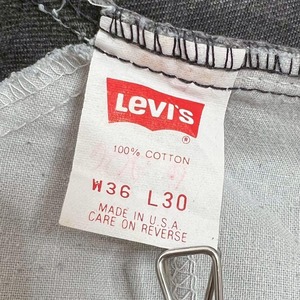 Levi's
®
100% COTTON
W36 L30
MADE IN U.S.A.
CARE ON REVERSE